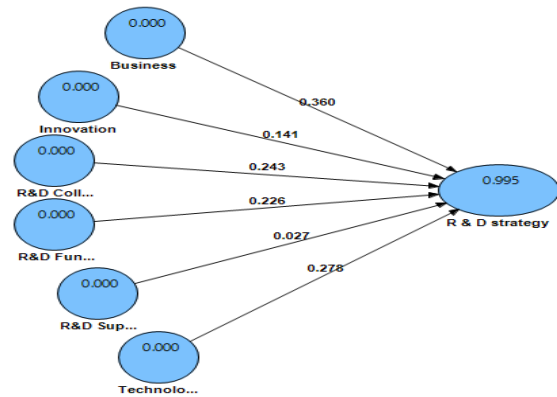 0.000
Business
0.360
0.000
Innovation
0.141
0.000
R&D Coll...
0.243
0.995
R & D strategy
0.000
R&D Fun...
0.226
0.027
0.000
R&D Sup...
0.278
0.000
Technolo...